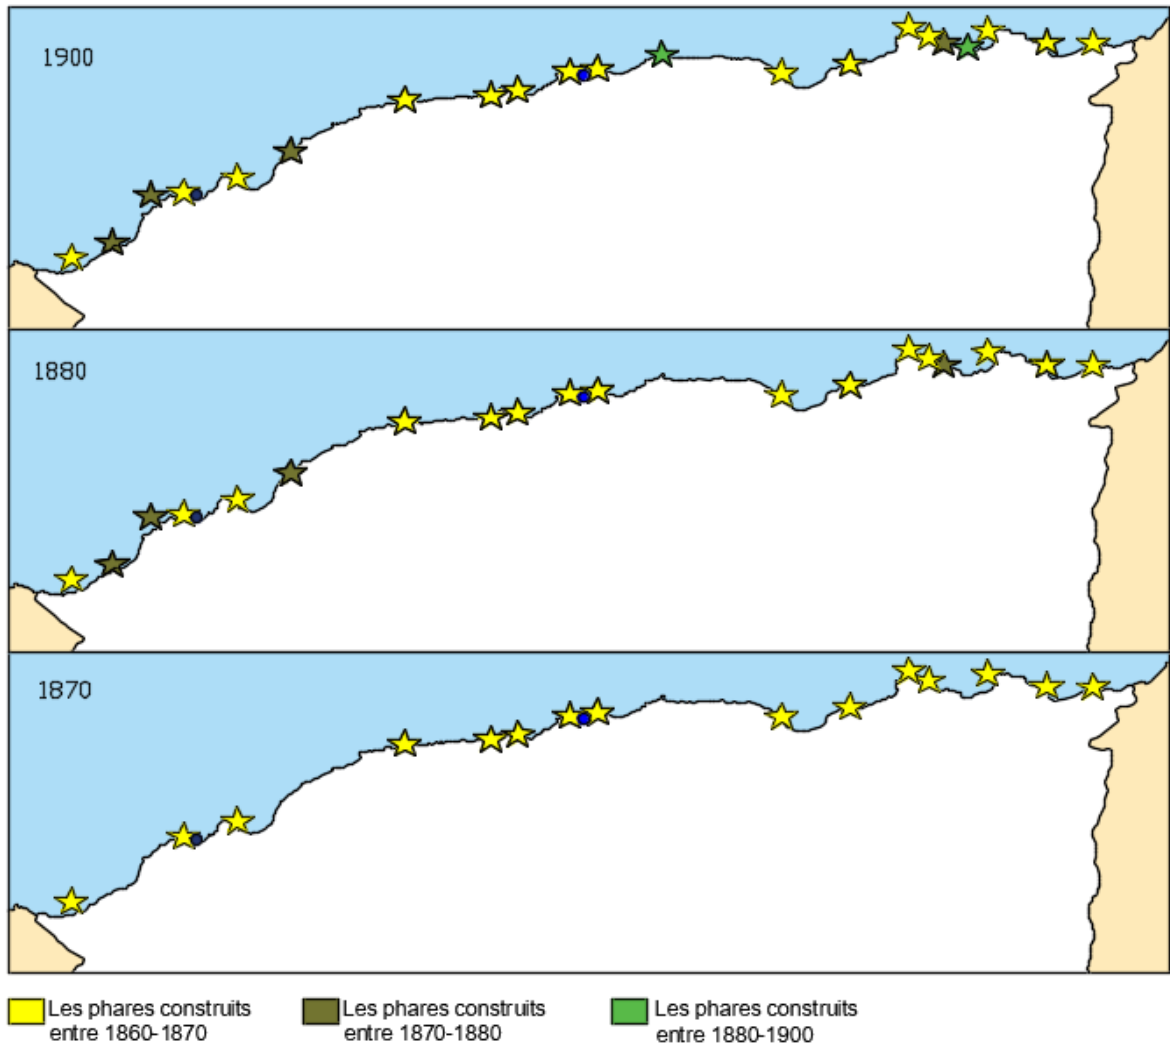 1900
1880
1870
Les phares construits
entre 1860-1870
Les phares construits
entre 1870-1880
Les phares construits
entre 1880-1900